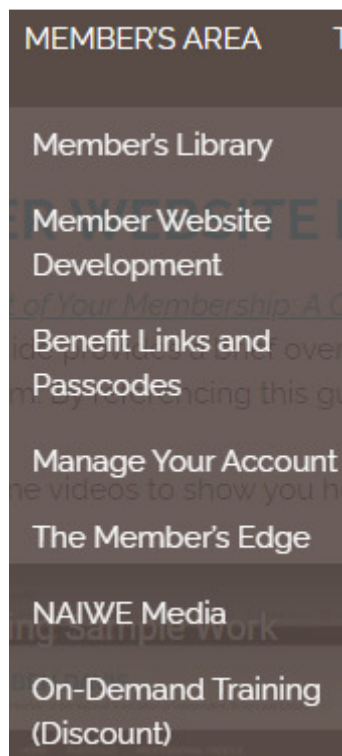 MEMBER'S AREA
Member's Library
Member Website
Development
Benefit Links and
Passcodes
Manage Your Account
The Member's Edge
NAIWE Media
On-Demand Training
(Discount)